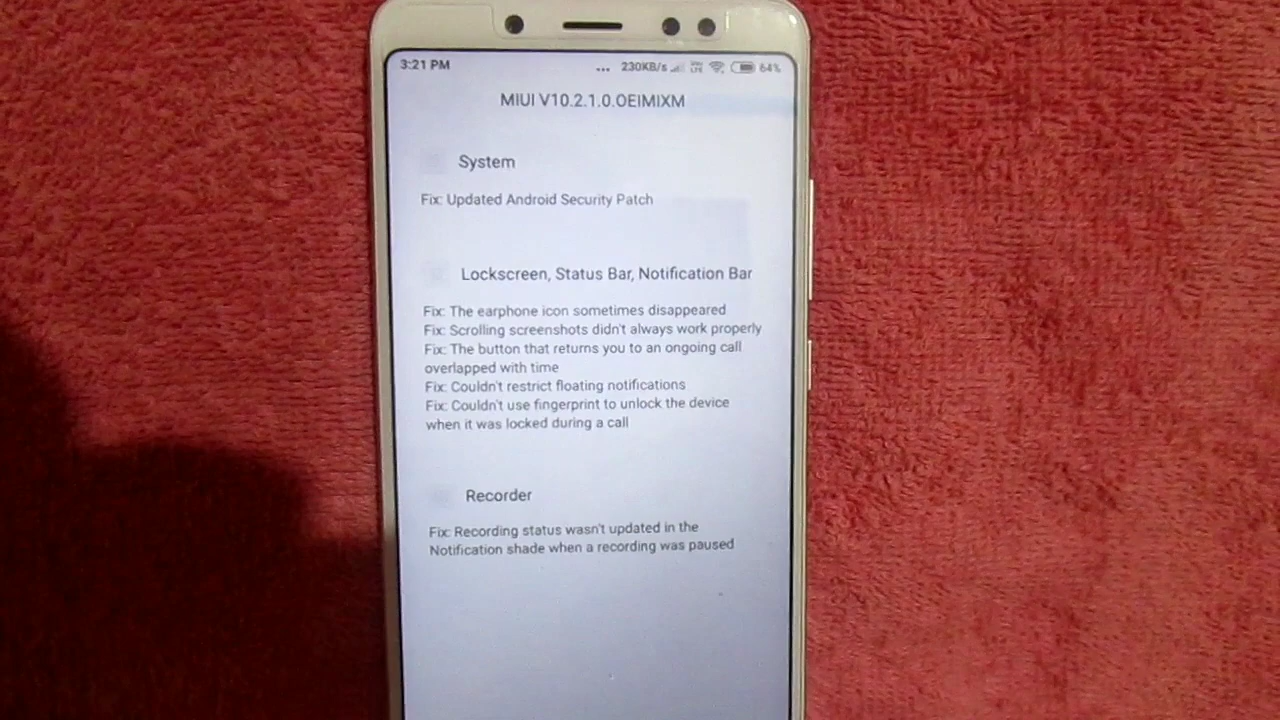 3:21 PM ... 230KB/s VoLTE 64%
MIUI V10.2.1.0.OEIMIXM
System
Fix: Updated Android Security Patch
Lockscreen, Status Bar, Notification Bar
Fix: The earphone icon sometimes disappeared
Fix: Scrolling screenshots didn't always work properly
Fix: The button that returns you to an ongoing call
overlapped with time
Fix: Couldn't restrict floating notifications
Fix: Couldn't use fingerprint to unlock the device
when it was locked during a call
Recorder
Fix: Recording status wasn't updated in the
Notification shade when a recording was paused